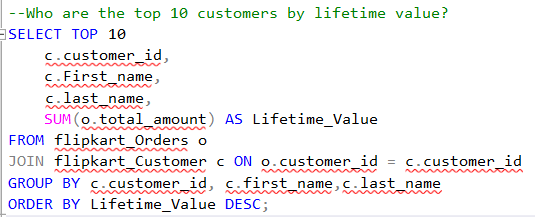 --Who are the top 10 customers by lifetime value?
SELECT TOP 10
c.customer_id,
c.First_name,
c.last_name,
SUM(o.total_amount) AS Lifetime_Value
FROM flipkart_Orders o
JOIN flipkart_Customer c ON o.customer_id = c.customer_id
GROUP BY c.customer_id, c.first_name,c.last_name
ORDER BY Lifetime_Value DESC;